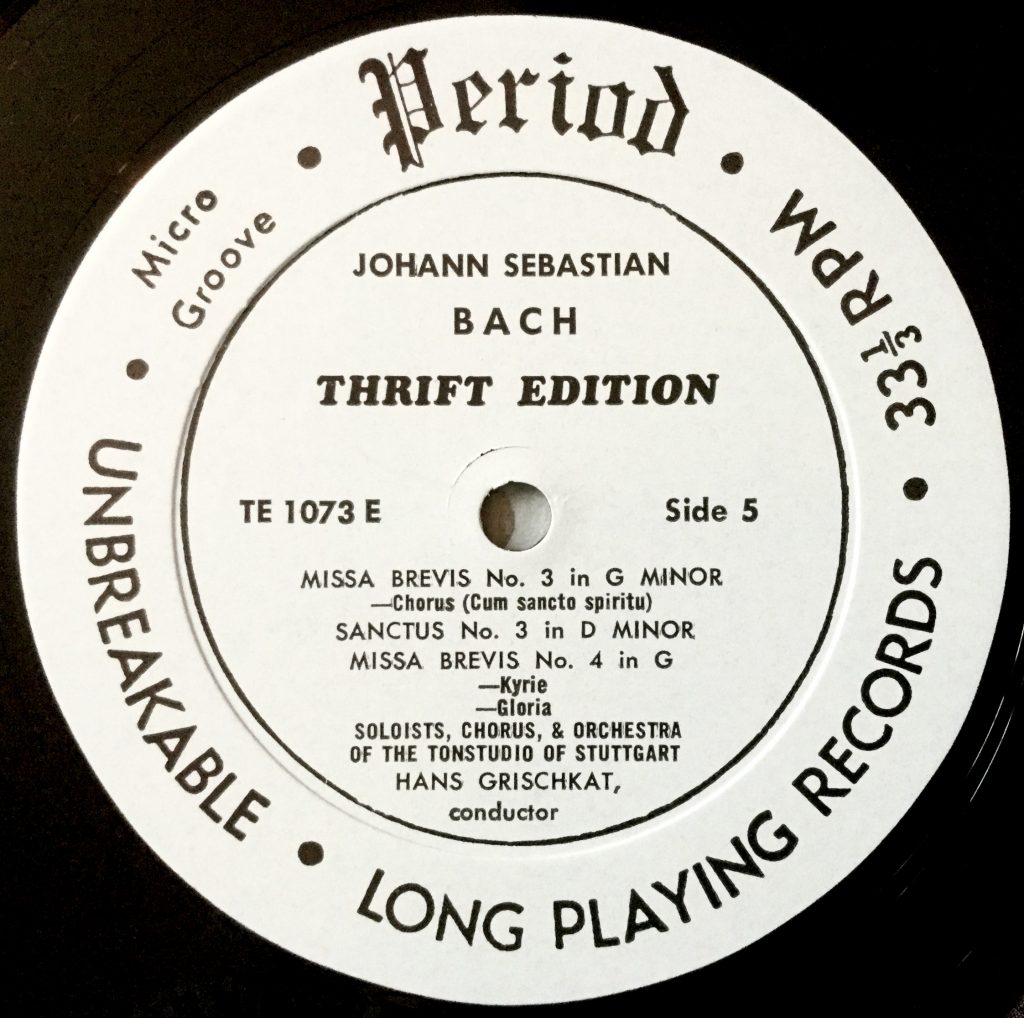 Period
33⅓ RPM
LONG PLAYING RECORDS
UNBREAKABLE
Micro
Groove
JOHANN SEBASTIAN
BACH
THRIFT EDITION
TE 1073 E
Side 5
MISSA BREVIS No. 3 in G MINOR
—Chorus (Cum sancto spiritu)
SANCTUS No. 3 in D MINOR
MISSA BREVIS No. 4 in G
—Kyrie
—Gloria
SOLOISTS, CHORUS, & ORCHESTRA
OF THE TONSTUDIO OF STUTTGART
HANS GRISCHKAT,
conductor